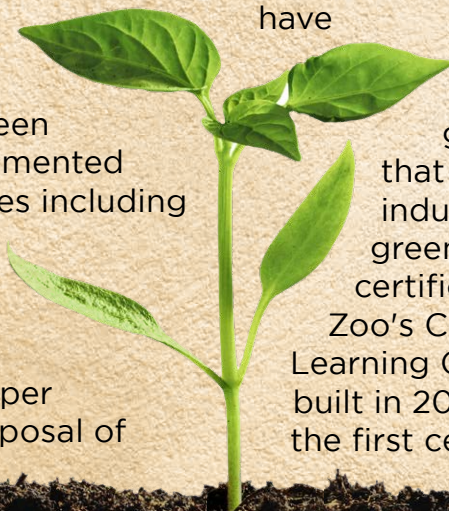 have
een
mented
es including
per
posal of
g
that
indu
green
certific
Zoo's C
Learning C
built in 20
the first ce